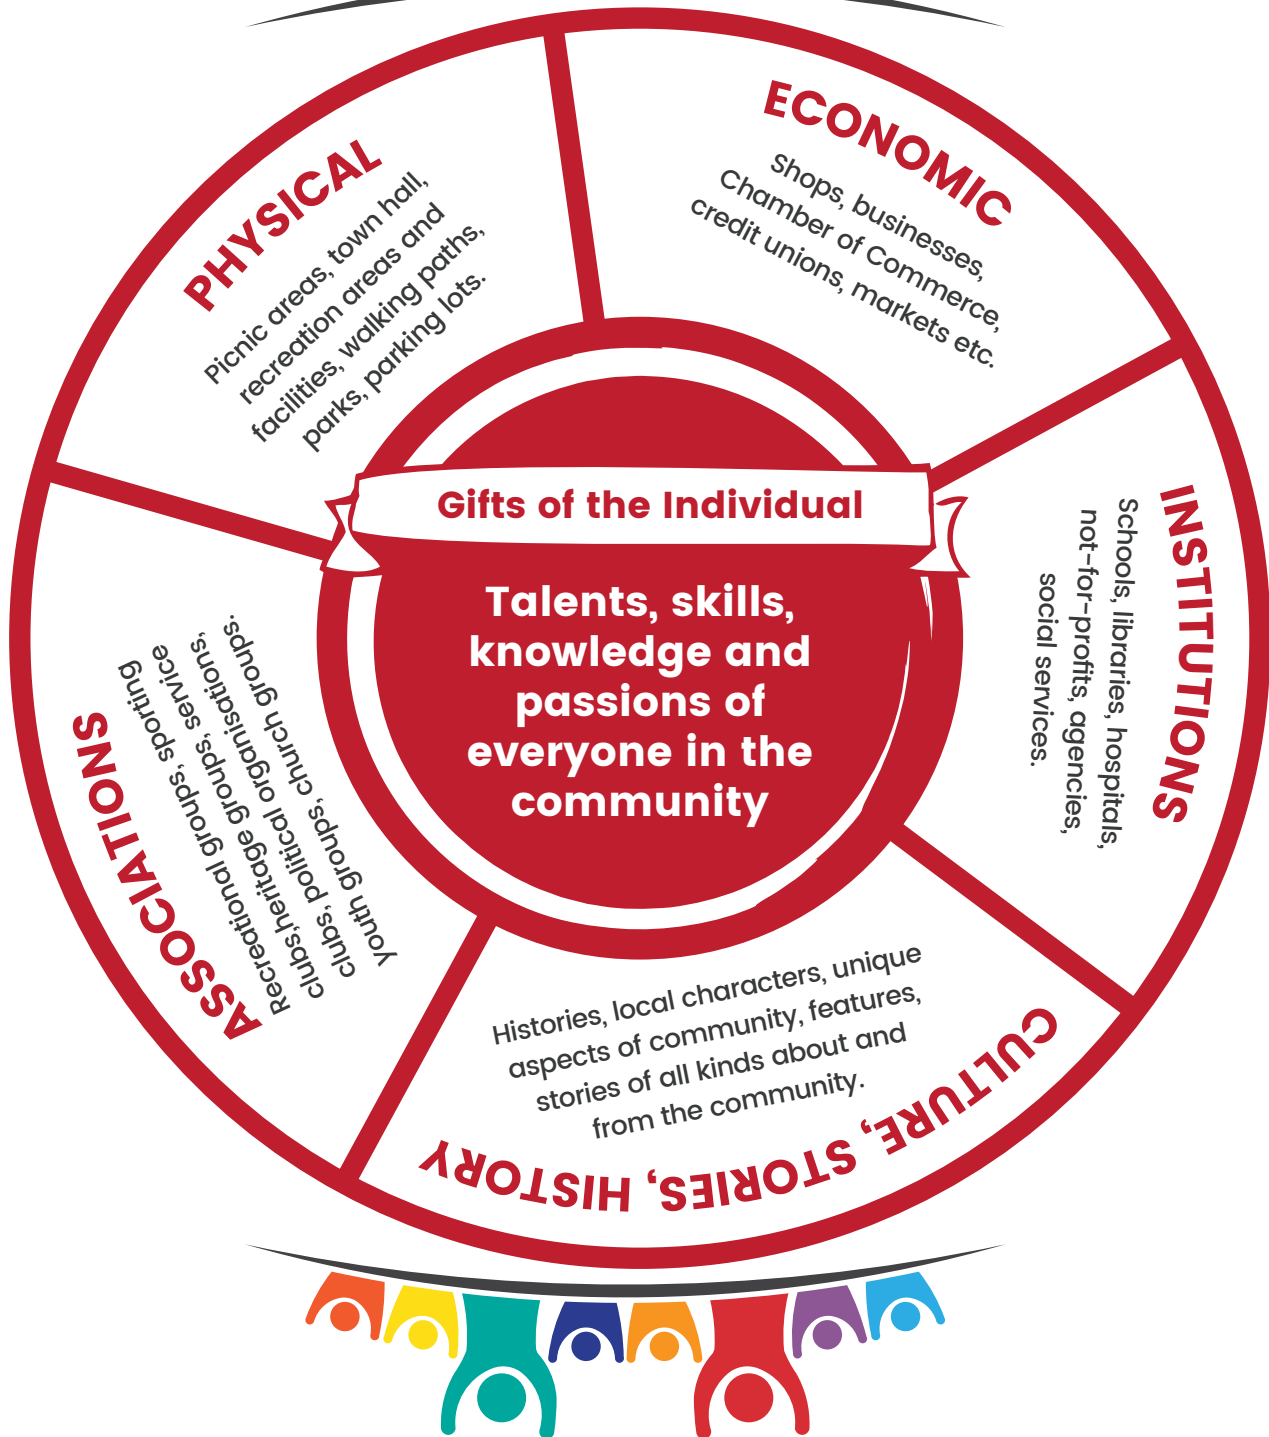 PHYSICAL
Picnic areas, town hall,
recreation areas and
facilities, walking paths,
parks, parking lots.
ECONOMIC
Shops, businesses,
Chamber of Commerce,
credit unions, markets etc.
INSTITUTIONS
Schools, libraries, hospitals,
not-for-profits, agencies,
social services.
Gifts of the Individual
Talents, skills,
knowledge and
passions of
everyone in the
community
ASSOCIATIONS
Recreational groups, sporting
clubs,heritage groups, service
clubs, political organisations,
youth groups, church groups.
Histories, local characters, unique
aspects of community, features,
stories of all kinds about and
from the community.
CULTURE, STORIES, HISTORY